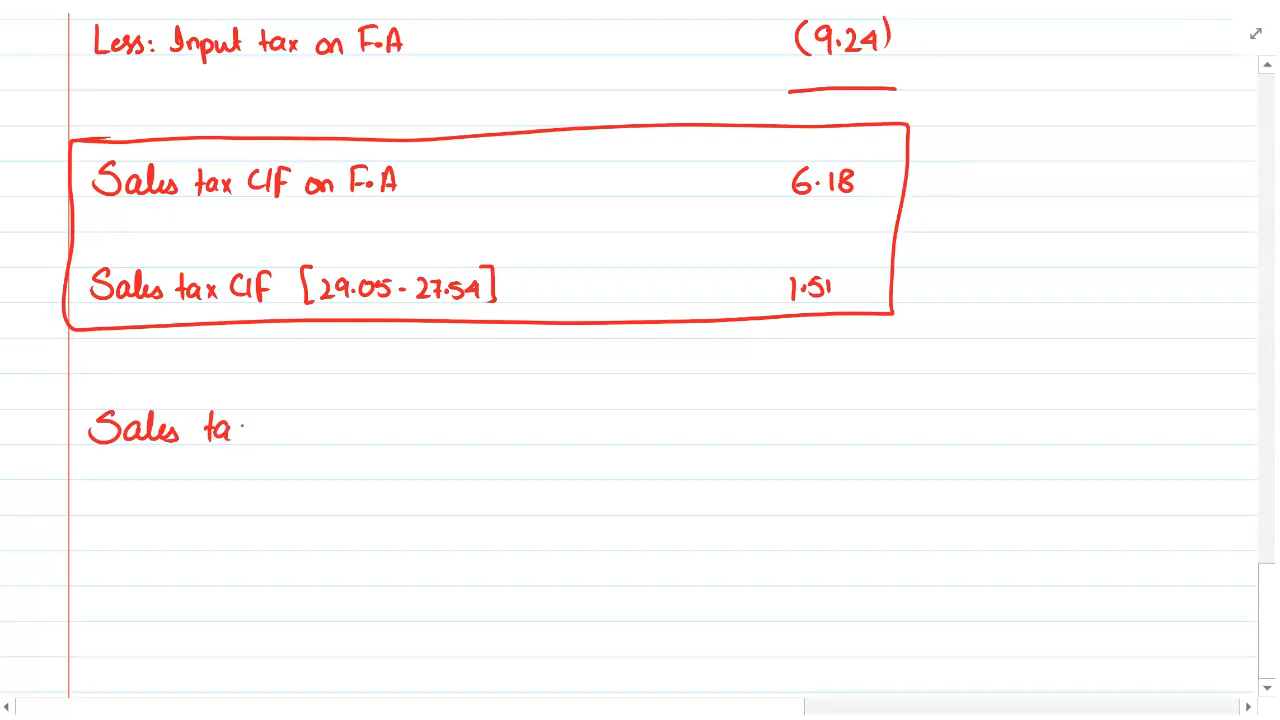 Less: Input tax on F.A (9.24)
Sales tax C/F on F.A 6.18
Sales tax C/F [29.05 - 27.54] 1.51
Sales ta